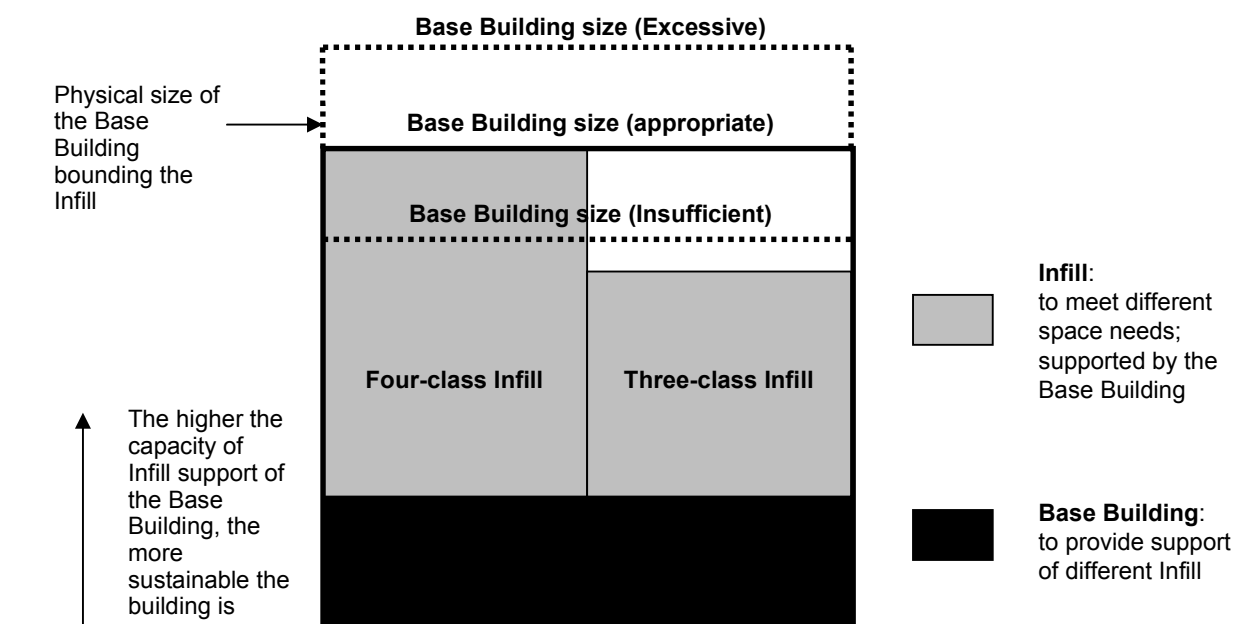 Base Building size (Excessive)
Physical size of
the Base
Building
bounding the
Infill
Base Building size (appropriate)
Base Building size (Insufficient)
Infill:
to meet different
space needs;
supported by the
Base Building
Four-class Infill
Three-class Infill
The higher the
capacity of
Infill support of
the Base
Building, the
more
sustainable the
building is
Base Building:
to provide support
of different Infill